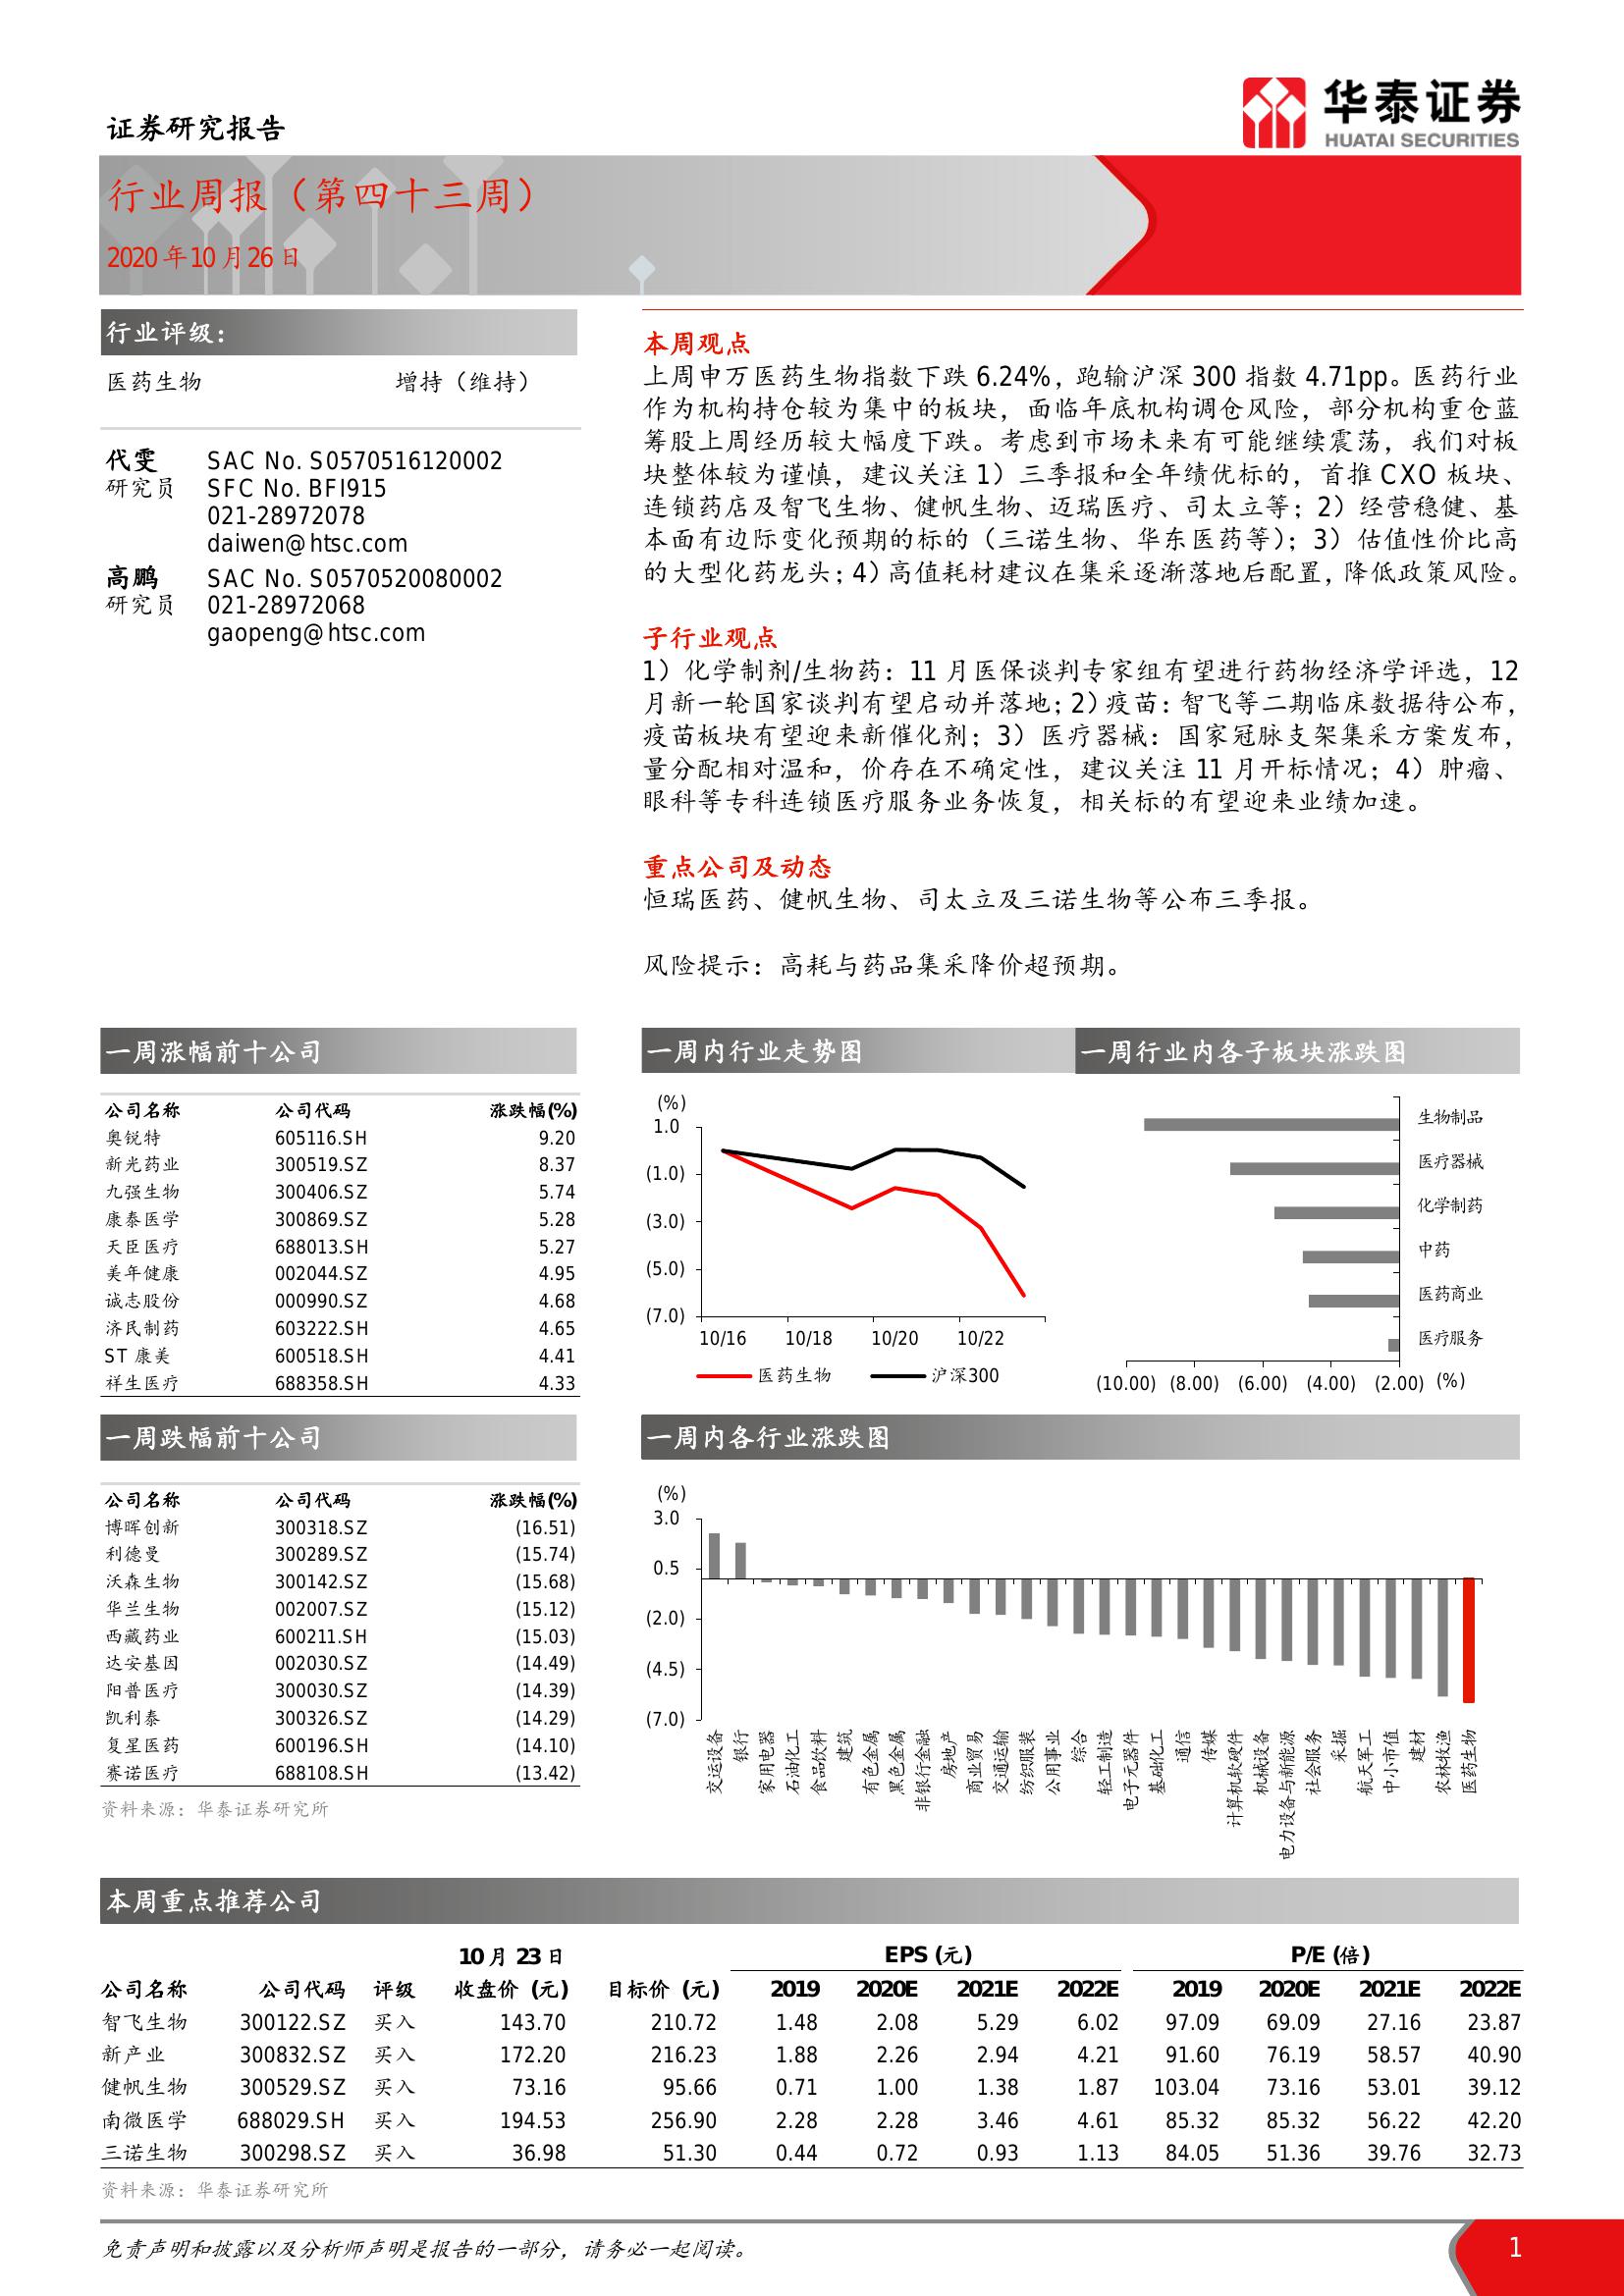 证券研究报告
华泰证券
HUATAI SECURITIES
行业周报（第四十三周）
2020年10月26日
行业评级：
医药生物 增持（维持）
代雯 SAC No. S0570516120002
研究员 SFC No. BFI915
021-28972078
daiwen@htsc.com
高鹏 SAC No. S0570520080002
研究员 021-28972068
gaopeng@htsc.com
本周观点
上周申万医药生物指数下跌 6.24%，跑输沪深 300 指数 4.71pp。医药行业
作为机构持仓较为集中的板块，面临年底机构调仓风险，部分机构重仓蓝
筹股上周经历较大幅度下跌。考虑到市场未来有可能继续震荡，我们对板
块整体较为谨慎，建议关注 1）三季报和全年绩优标的，首推 CXO 板块、
连锁药店及智飞生物、健帆生物、迈瑞医疗、司太立等；2）经营稳健、基
本面有边际变化预期的标的（三诺生物、华东医药等）；3）估值性价比高
的大型化药龙头；4）高值耗材建议在集采逐渐落地后配置，降低政策风险。
子行业观点
1）化学制剂/生物药：11 月医保谈判专家组有望进行药物经济学评选，12
月新一轮国家谈判有望启动并落地；2）疫苗：智飞等二期临床数据待公布，
疫苗板块有望迎来新催化剂；3）医疗器械：国家冠脉支架集采方案发布，
量分配相对温和，价存在不确定性，建议关注 11 月开标情况；4）肿瘤、
眼科等专科连锁医疗服务业务恢复，相关标的有望迎来业绩加速。
重点公司及动态
恒瑞医药、健帆生物、司太立及三诺生物等公布三季报。
风险提示：高耗与药品集采降价超预期。
一周涨幅前十公司
公司名称 公司代码 涨跌幅(%)
奥锐特 605116.SH 9.20
新光药业 300519.SZ 8.37
九强生物 300406.SZ 5.74
康泰医学 300869.SZ 5.28
天臣医疗 688013.SH 5.27
美年健康 002044.SZ 4.95
诚志股份 000990.SZ 4.68
济民制药 603222.SH 4.65
ST 康美 600518.SH 4.41
祥生医疗 688358.SH 4.33
一周内行业走势图
(%)
1.0
(1.0)
(3.0)
(5.0)
(7.0)
10/16 10/18 10/20 10/22
医药生物 沪深300
一周行业内各子板块涨跌图
生物制品
医疗器械
化学制药
中药
医药商业
医疗服务
(10.00) (8.00) (6.00) (4.00) (2.00) (%)
一周跌幅前十公司
公司名称 公司代码 涨跌幅(%)
博晖创新 300318.SZ (16.51)
利德曼 300289.SZ (15.74)
沃森生物 300142.SZ (15.68)
华兰生物 002007.SZ (15.12)
西藏药业 600211.SH (15.03)
达安基因 002030.SZ (14.49)
阳普医疗 300030.SZ (14.39)
凯利泰 300326.SZ (14.29)
复星医药 600196.SH (14.10)
赛诺医疗 688108.SH (13.42)
资料来源：华泰证券研究所
一周内各行业涨跌图
(%)
3.0
0.5
(2.0)
(4.5)
(7.0)
交运设备
银行
家用电器
石油化工
食品饮料
建筑
有色金属
黑色金属
非银行金融
房地产
商业贸易
交通运输
纺织服装
公用事业
综合
轻工制造
电子元器件
基础化工
通信
传媒
计算机软硬件
机械设备
电力设备与新能源
社会服务
采掘
航天军工
中小市值
建材
农林牧渔
医药生物
本周重点推荐公司
10 月 23 日 EPS (元) P/E (倍)
公司名称 公司代码 评级 收盘价 (元) 目标价 (元) 2019 2020E 2021E 2022E 2019 2020E 2021E 2022E
智飞生物 300122.SZ 买入 143.70 210.72 1.48 2.08 5.29 6.02 97.09 69.09 27.16 23.87
新产业 300832.SZ 买入 172.20 216.23 1.88 2.26 2.94 4.21 91.60 76.19 58.57 40.90
健帆生物 300529.SZ 买入 73.16 95.66 0.71 1.00 1.38 1.87 103.04 73.16 53.01 39.12
南微医学 688029.SH 买入 194.53 256.90 2.28 2.28 3.46 4.61 85.32 85.32 56.22 42.20
三诺生物 300298.SZ 买入 36.98 51.30 0.44 0.72 0.93 1.13 84.05 51.36 39.76 32.73
资料来源：华泰证券研究所
免责声明和披露以及分析师声明是报告的一部分，请务必一起阅读。 1